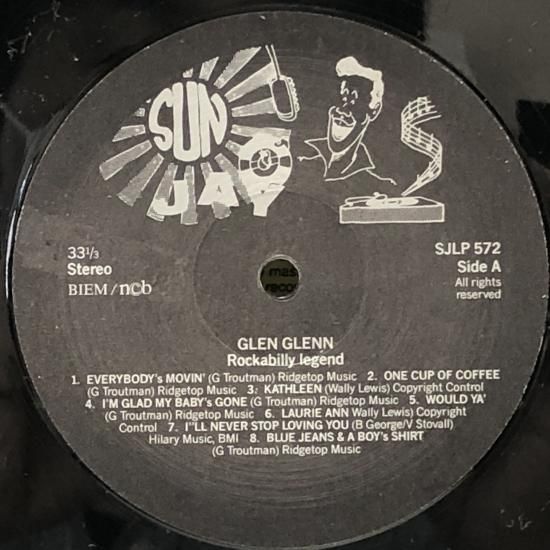 SUN
& JAY
33⅓
Stereo
BIEM/ncb
SJLP 572
Side A
All rights
reserved
mas
reco
GLEN GLENN
Rockabilly legend
1. EVERYBODY's MOVIN' (G Troutman) Ridgetop Music 2. ONE CUP OF COFFEE
(G Troutman) Ridgetop Music 3: KATHLEEN (Wally Lewis) Copyright Control
4. I'M GLAD MY BABY'S GONE (G Troutman) Ridgetop Music 5. WOULD YA'
(G Troutman) Ridgetop Music 6. LAURIE ANN Wally Lewis) Copyright
Control 7. I"LL NEVER STOP LOVING YOU (B George/V Stovall)
Hilary Music, BMI 8. BLUE JEANS & A BOY's SHIRT
(G Troutman) Ridgetop Music